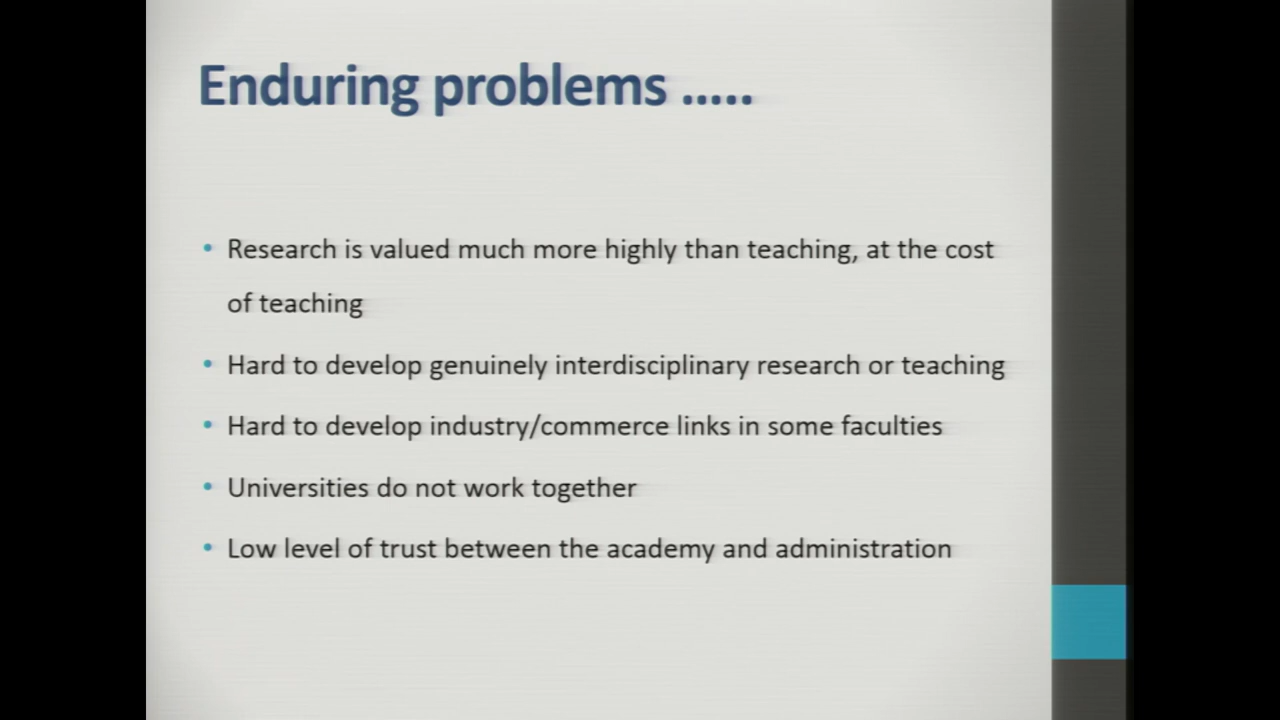 Enduring problems .....
• Research is valued much more highly than teaching, at the cost
of teaching
• Hard to develop genuinely interdisciplinary research or teaching
• Hard to develop industry/commerce links in some faculties
• Universities do not work together
• Low level of trust between the academy and administration